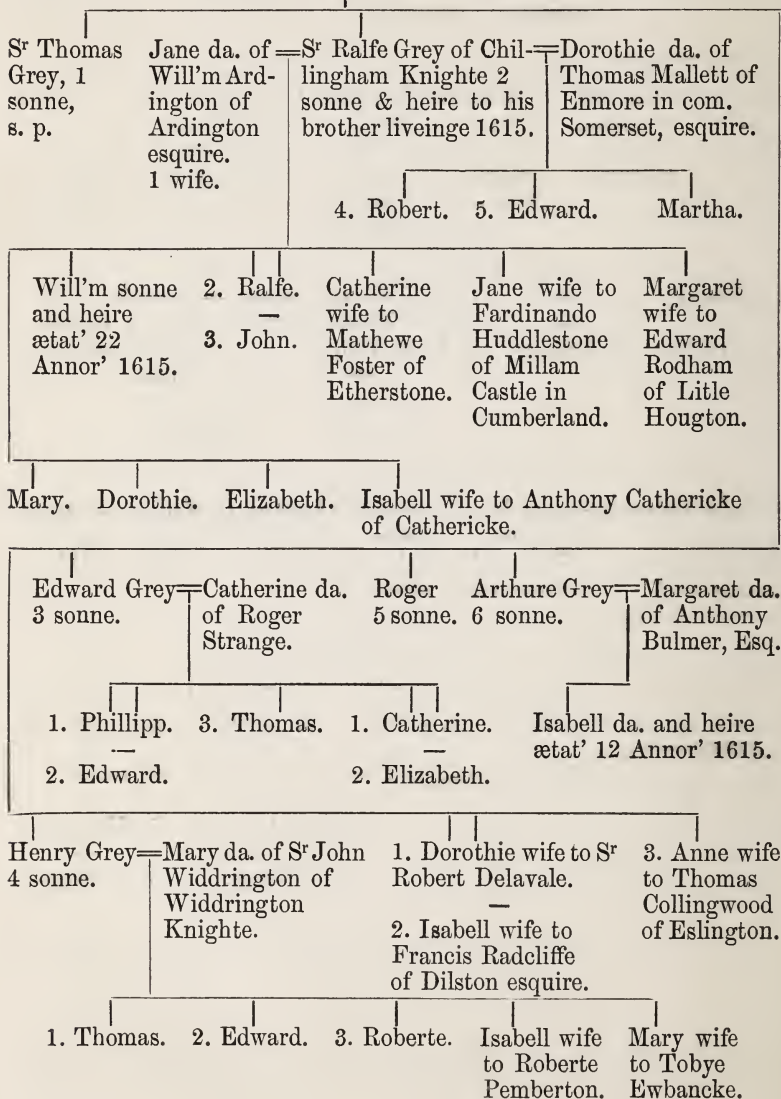 Sr Thomas
Grey, 1
sonne,
s. p.
Jane da. of
Will'm Ard-
ington of
Ardington
esquire.
1 wife.
Sr Ralfe Grey of Chil-
lingham Knighte 2
sonne & heire to his
brother liveinge 1615.
Dorothie da. of
Thomas Mallett of
Enmore in com.
Somerset, esquire.
4. Robert. 5. Edward. Martha.
Will'm sonne
and heire
ætat' 22
Annor' 1615.
2. Ralfe.
—
3. John.
Catherine
wife to
Mathewe
Foster of
Etherstone.
Jane wife to
Fardinando
Huddlestone
of Millam
Castle in
Cumberland.
Margaret
wife to
Edward
Rodham
of Litle
Hougton.
Mary. Dorothie. Elizabeth. Isabell wife to Anthony Cathericke
of Cathericke.
Edward Grey
3 sonne.
Catherine da.
of Roger
Strange.
Roger
5 sonne.
Arthure Grey
6 sonne.
Margaret da.
of Anthony
Bulmer, Esq.
1. Phillipp.
—
2. Edward.
3. Thomas.
1. Catherine.
—
2. Elizabeth.
Isabell da. and heire
ætat' 12 Annor' 1615.
Henry Grey
4 sonne.
Mary da. of Sr John
Widdrington of
Widdrington
Knighte.
1. Dorothie wife to Sr
Robert Delavale.
—
2. Isabell wife to
Francis Radcliffe
of Dilston esquire.
3. Anne wife
to Thomas
Collingwood
of Eslington.
1. Thomas. 2. Edward. 3. Roberte.
Isabell wife
to Roberte
Pemberton.
Mary wife
to Tobye
Ewbancke.